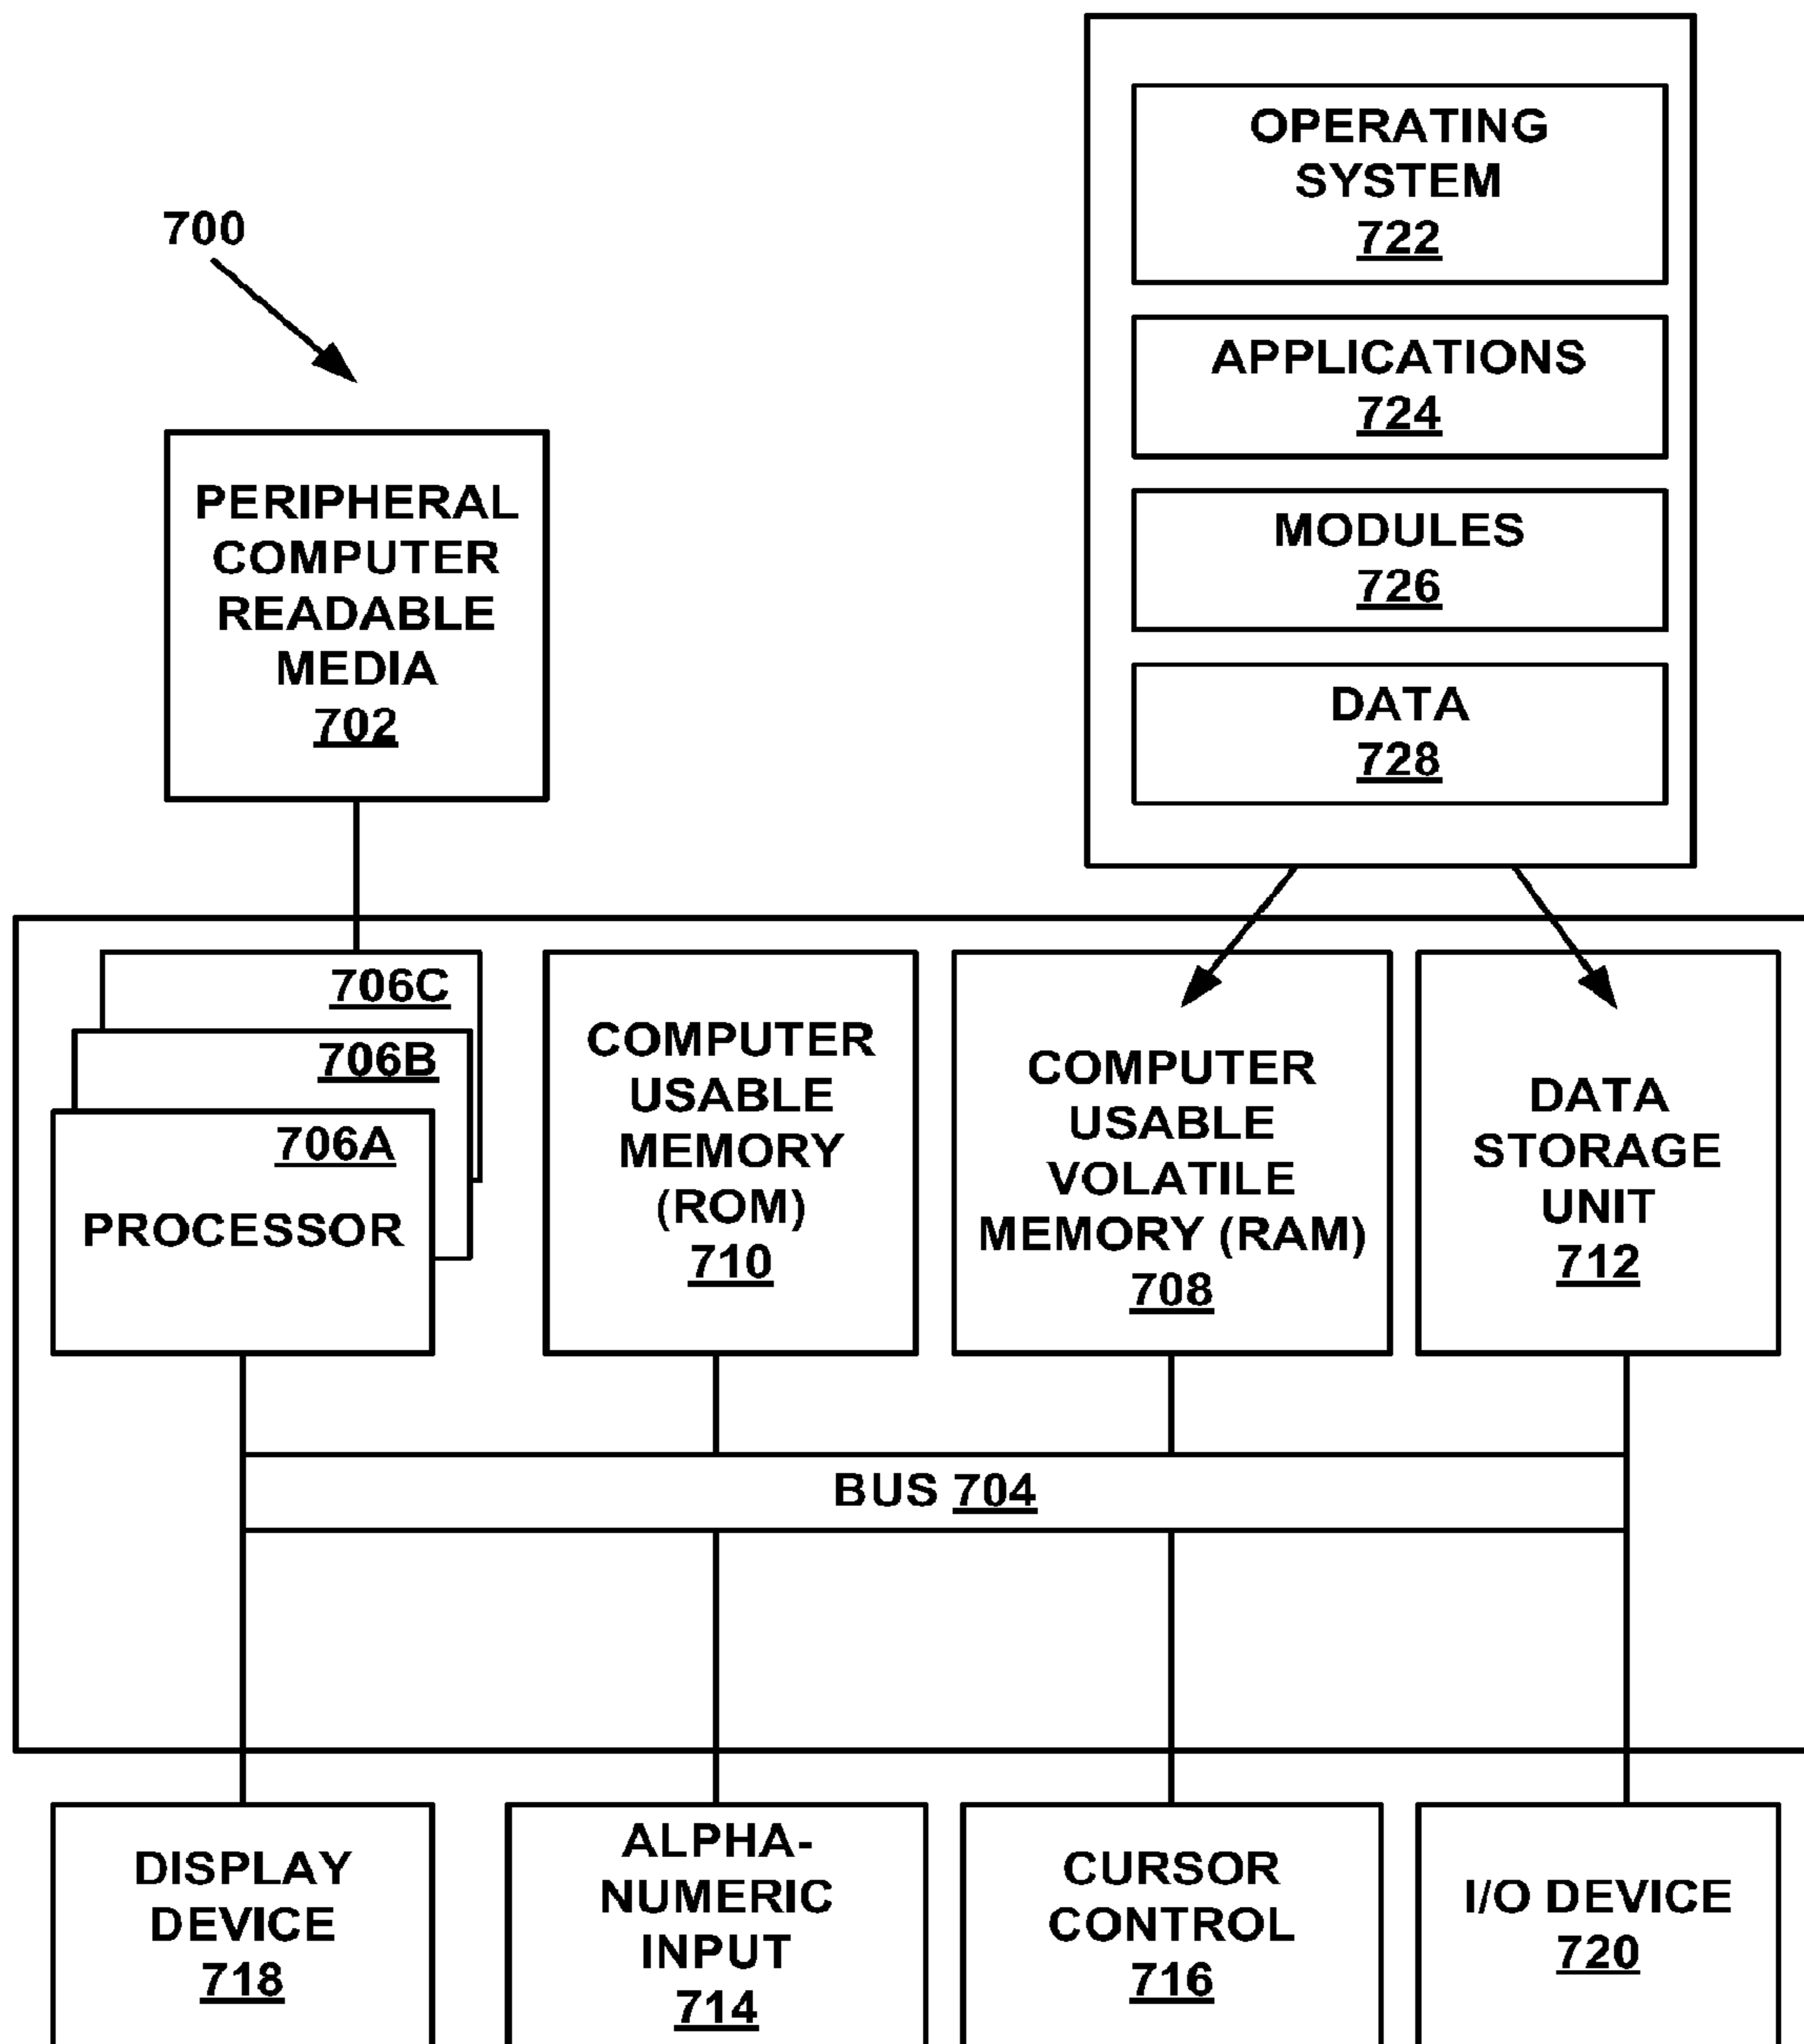 700
OPERATING
SYSTEM
722
APPLICATIONS
724
MODULES
726
DATA
728
PERIPHERAL
COMPUTER
READABLE
MEDIA
702
706C
706B
706A
PROCESSOR
COMPUTER
USABLE
MEMORY
(ROM)
710
COMPUTER
USABLE
VOLATILE
MEMORY (RAM)
708
DATA
STORAGE
UNIT
712
BUS 704
DISPLAY
DEVICE
718
ALPHA-
NUMERIC
INPUT
714
CURSOR
CONTROL
716
I/O DEVICE
720